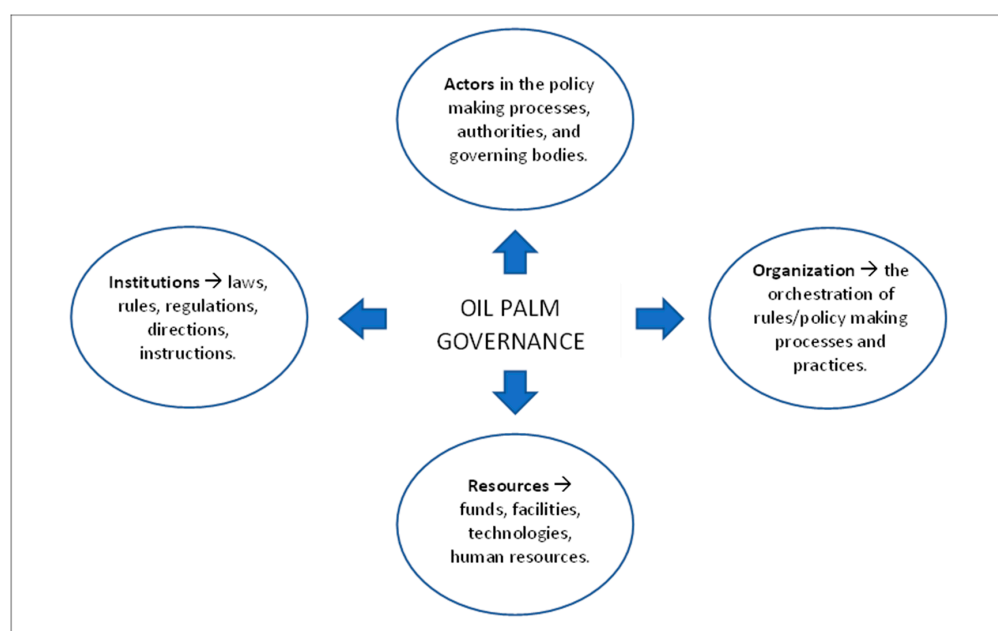 Actors in the policy
making processes,
authorities, and
governing bodies.
Institutions → laws,
rules, regulations,
directions,
instructions.
OIL PALM
GOVERNANCE
Organization → the
orchestration of
rules/policy making
processes and
practices.
Resources →
funds, facilities,
technologies,
human resources.